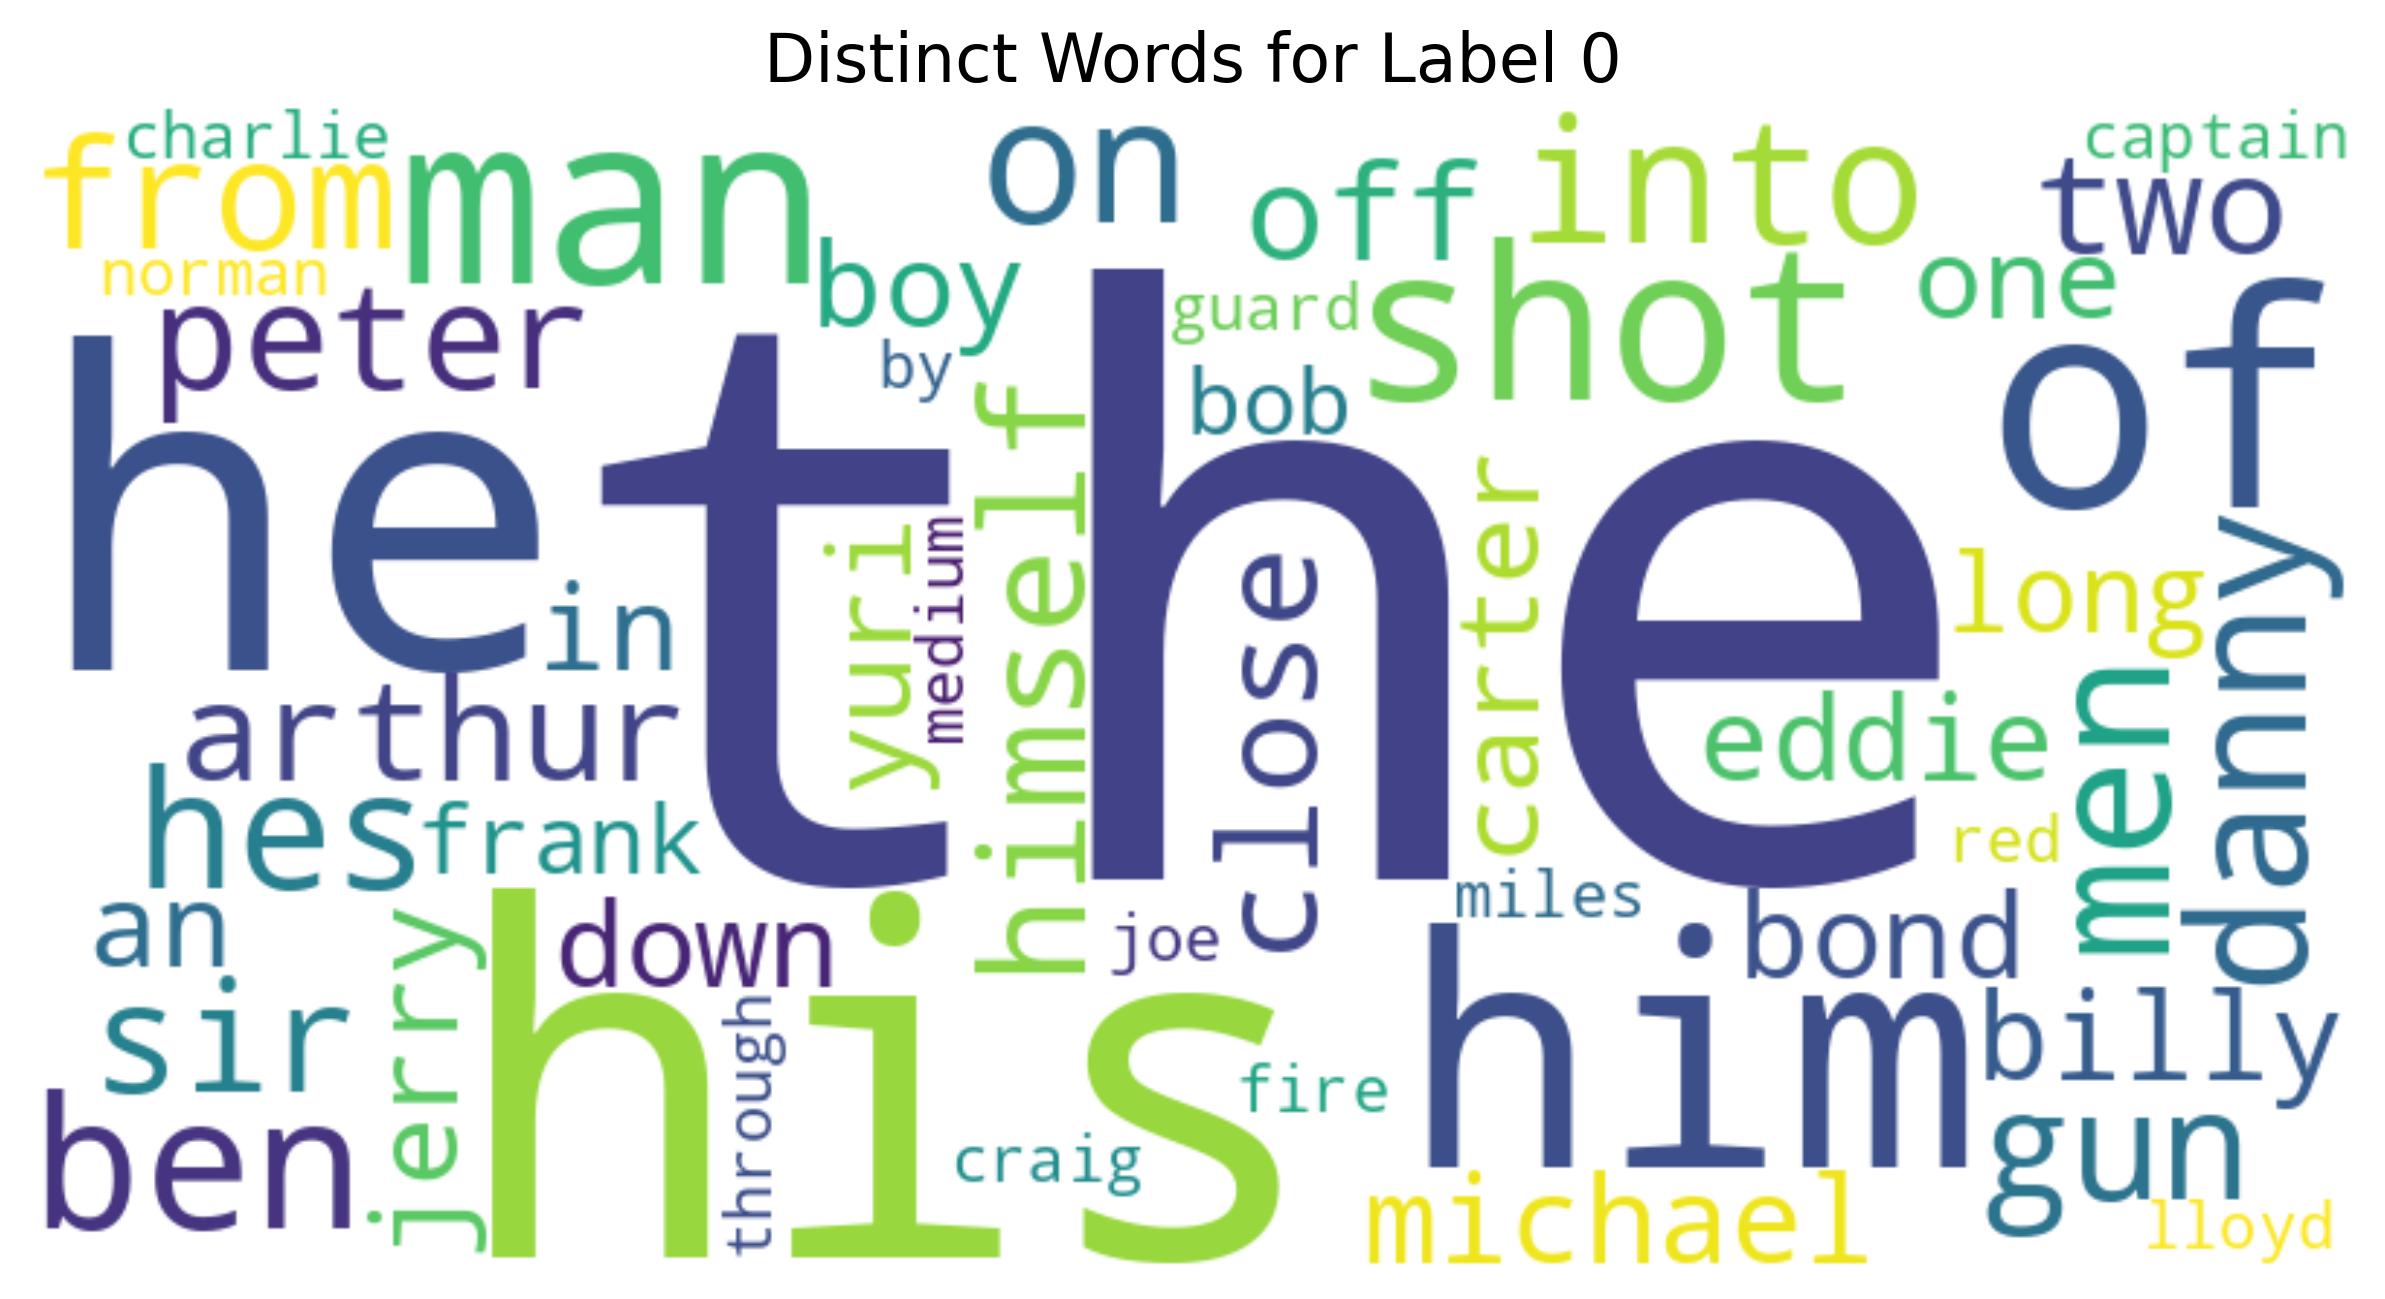 Distinct Words for Label 0
charlie
from
man
on
off
into
captain
two
norman
boy
peter
guard
shot
one
of
by
bob
he
the
himself
yuri
medium
close
carter
long
danny
in
arthur
eddie
men
hes
frank
red
miles
an
jerry
down
joe
bond
sir
his
him
billy
through
fire
ben
craig
gun
michael
lloyd